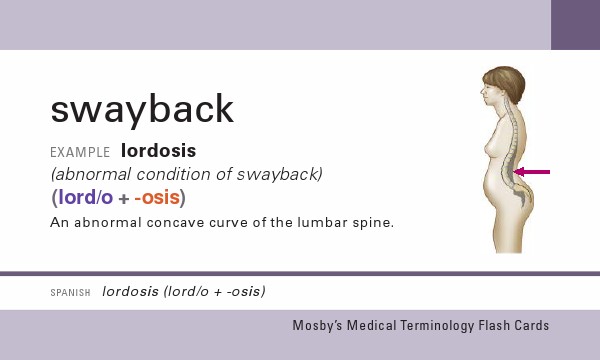 swayback
EXAMPLE lordosis
(abnormal condition of swayback)
(lord/o + -osis)
An abnormal concave curve of the lumbar spine.
SPANISH lordosis (lord/o + -osis)
Mosby's Medical Terminology Flash Cards